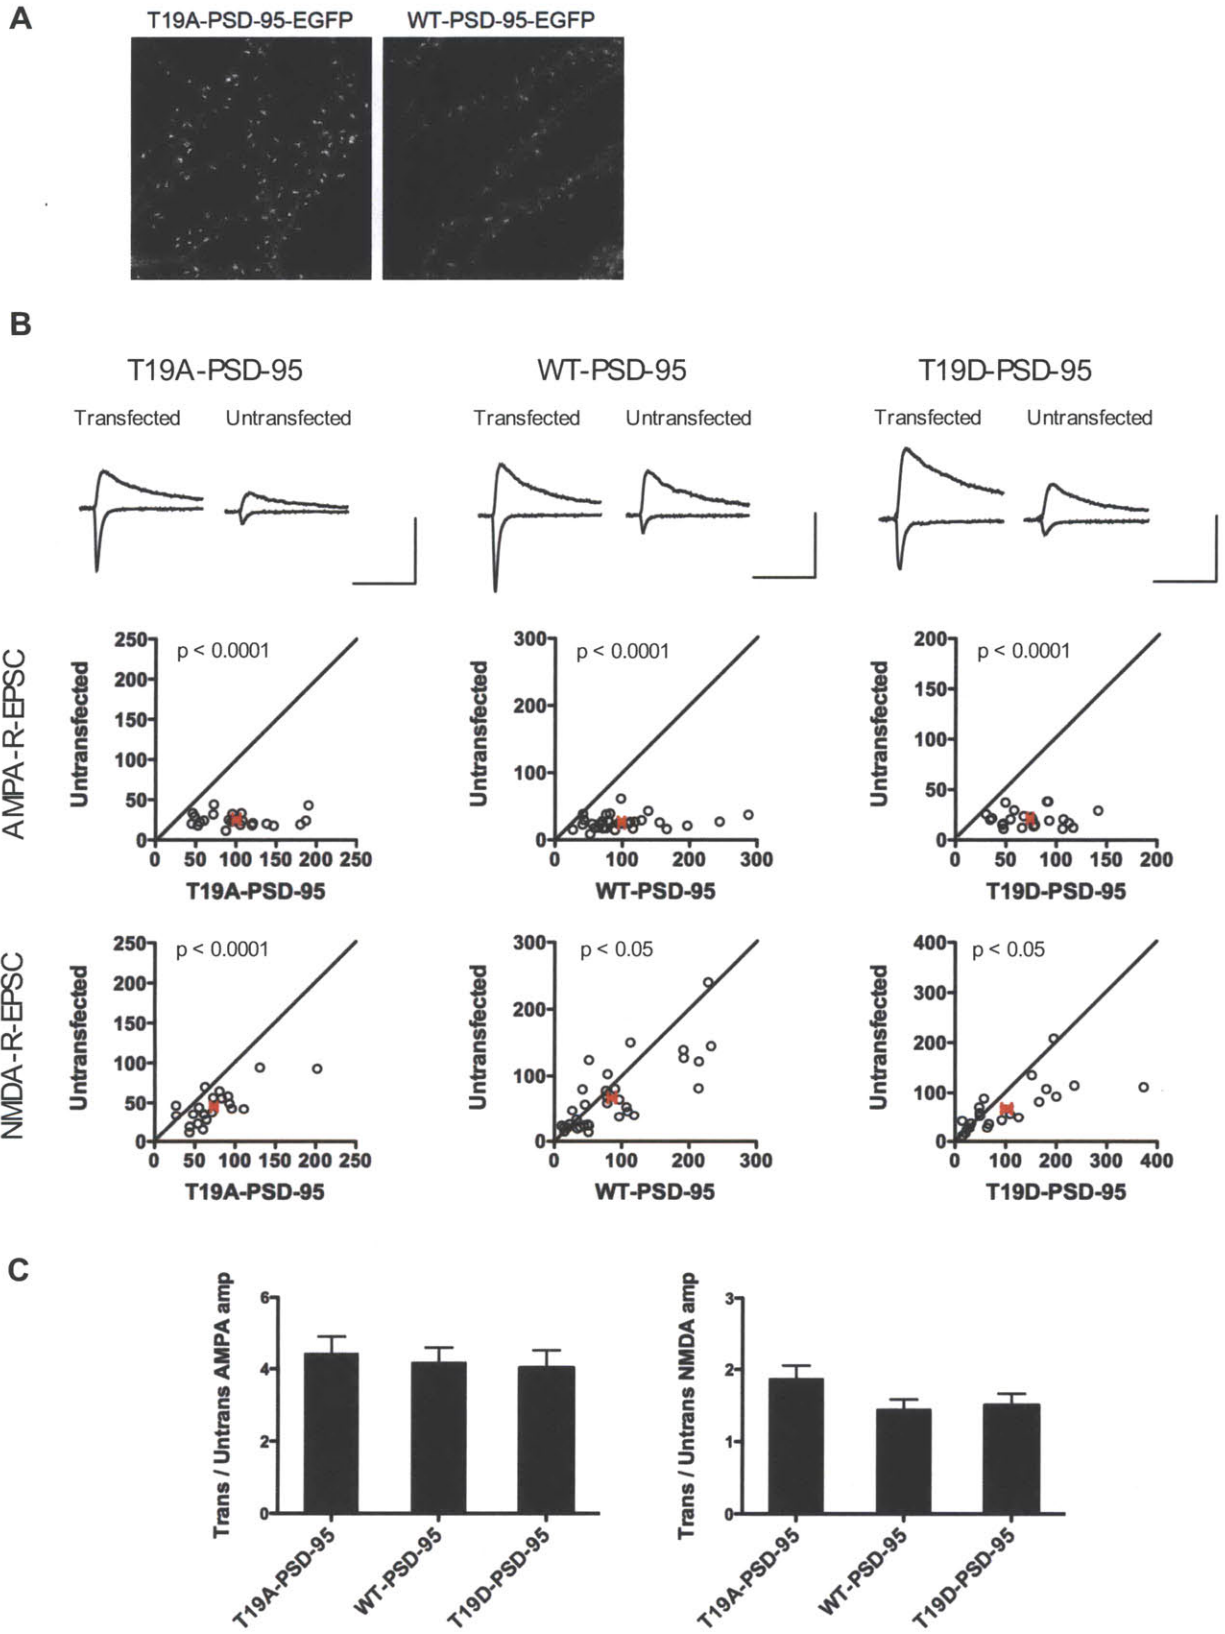 A
T19A-PSD-95-EGFP WT-PSD-95-EGFP
B
T19A-PSD-95 WT-PSD-95 T19D-PSD-95
Transfected Untransfected Transfected Untransfected Transfected Untransfected
AMPA-R-EPSC
Untransfected
250
200
150
100
50
0
p < 0.0001
0 50 100 150 200 250
T19A-PSD-95
Untransfected
300
200
100
0
p < 0.0001
0 100 200 300
WT-PSD-95
Untransfected
200
150
100
50
0
p < 0.0001
0 50 100 150 200
T19D-PSD-95
NMDA-R-EPSC
Untransfected
250
200
150
100
50
0
p < 0.0001
0 50 100 150 200 250
T19A-PSD-95
Untransfected
300
200
100
0
p < 0.05
0 100 200 300
WT-PSD-95
Untransfected
400
300
200
100
0
p < 0.05
0 100 200 300 400
T19D-PSD-95
C
Trans / Untrans AMPA amp
6
4
2
0
T19A-PSD-95
WT-PSD-95
T19D-PSD-95
Trans / Untrans NMDA amp
3
2
1
0
T19A-PSD-95
WT-PSD-95
T19D-PSD-95